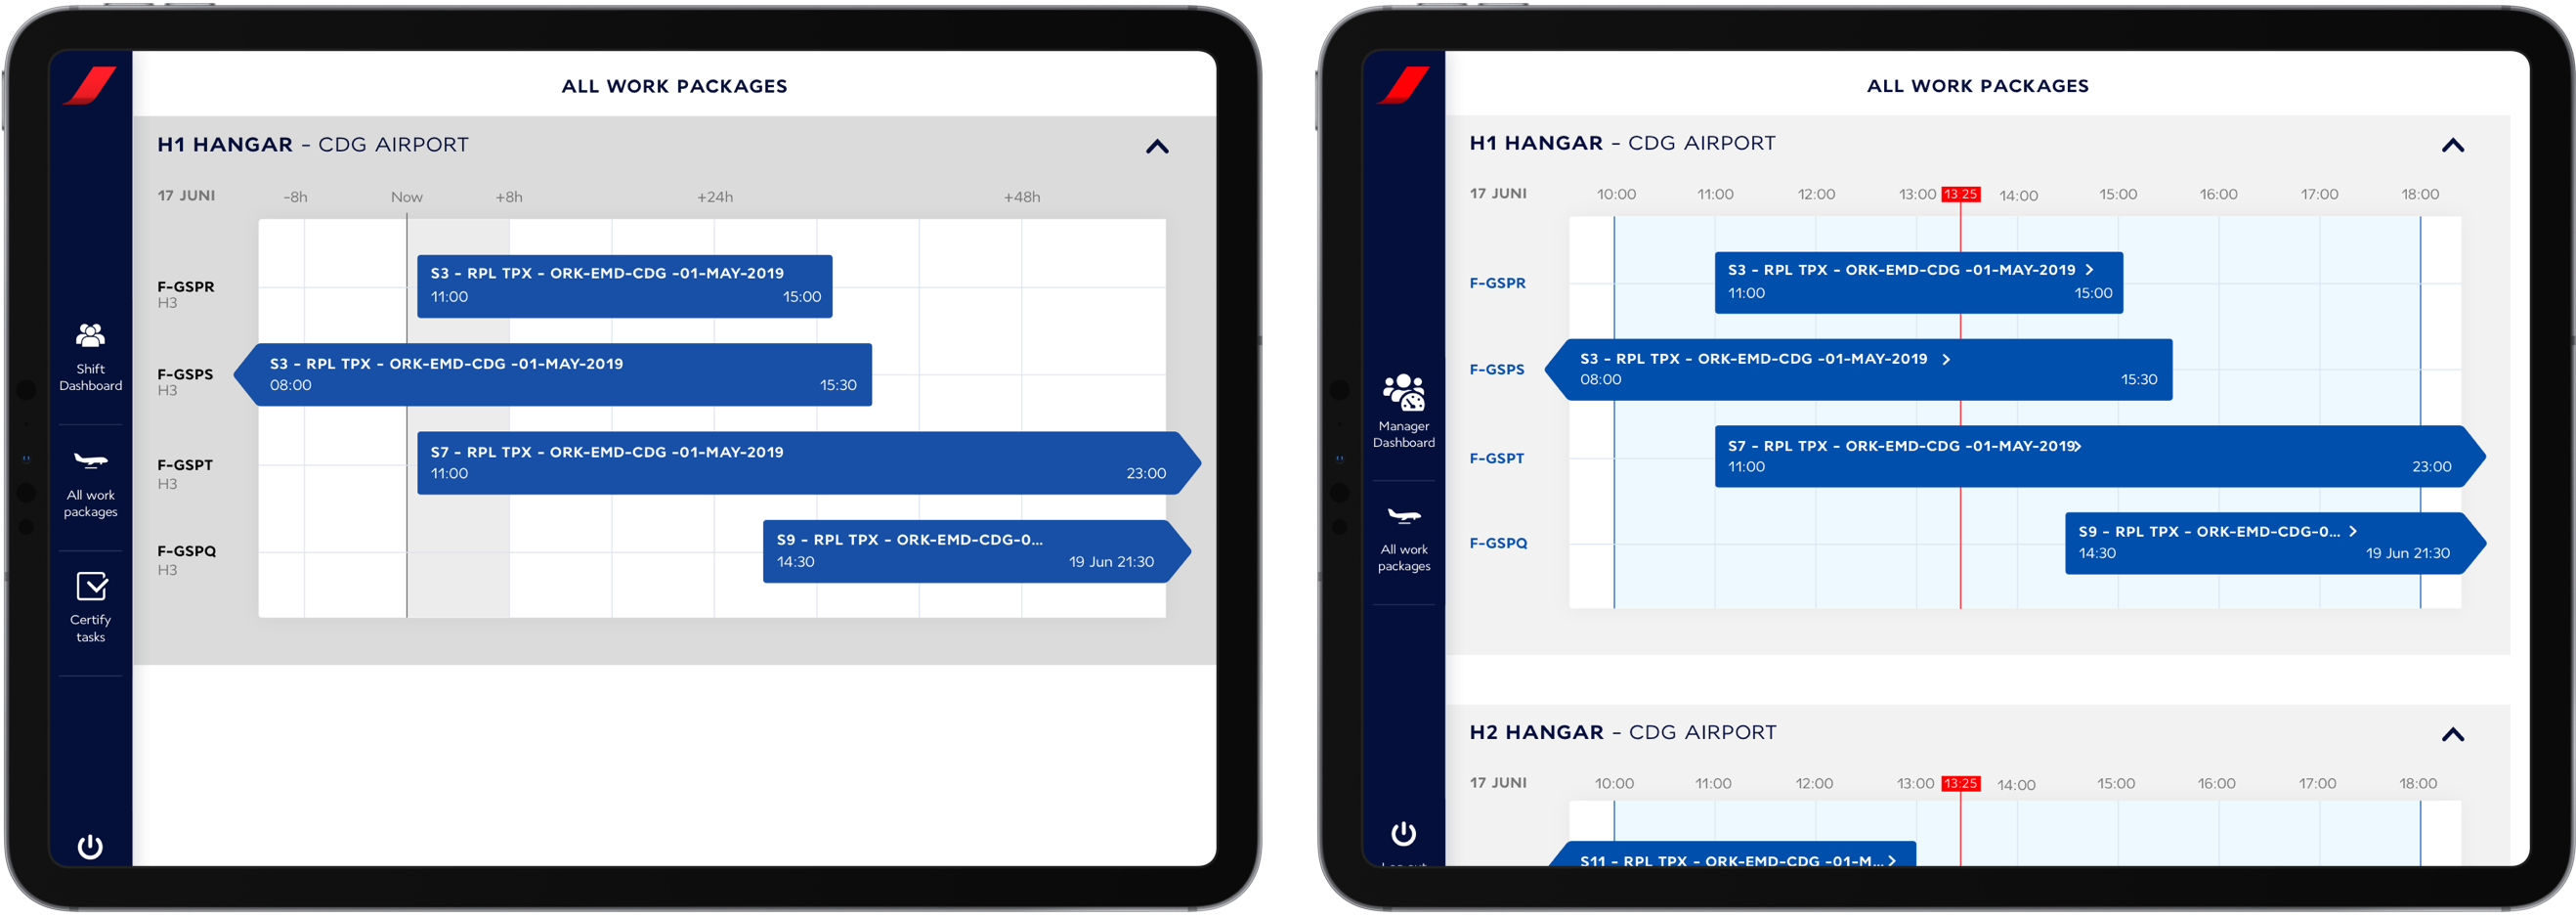 ALL WORK PACKAGES
H1 HANGAR - CDG AIRPORT
17 JUNI -8h Now +8h +24h +48h
F-GSPR
H3
S3 - RPL TPX - ORK-EMD-CDG -01-MAY-2019
11:00 15:00
F-GSPS
H3
S3 - RPL TPX - ORK-EMD-CDG -01-MAY-2019
08:00 15:30
F-GSPT
H3
S7 - RPL TPX - ORK-EMD-CDG -01-MAY-2019
11:00 23:00
F-GSPQ
H3
S9 - RPL TPX - ORK-EMD-CDG-0...
14:30 19 Jun 21:30
Shift
Dashboard
All work
packages
Certify
tasks
ALL WORK PACKAGES
H1 HANGAR - CDG AIRPORT
17 JUNI 10:00 11:00 12:00 13:00 13:25 14:00 15:00 16:00 17:00 18:00
F-GSPR
S3 - RPL TPX - ORK-EMD-CDG -01-MAY-2019
11:00 15:00
F-GSPS
S3 - RPL TPX - ORK-EMD-CDG -01-MAY-2019
08:00 15:30
F-GSPT
S7 - RPL TPX - ORK-EMD-CDG -01-MAY-2019
11:00 23:00
F-GSPQ
S9 - RPL TPX - ORK-EMD-CDG-0...
14:30 19 Jun 21:30
Manager
Dashboard
All work
packages
H2 HANGAR - CDG AIRPORT
17 JUNI 10:00 11:00 12:00 13:00 13:25 14:00 15:00 16:00 17:00 18:00
S11 - RPL TPX - ORK-EMD-CDG -01-M...